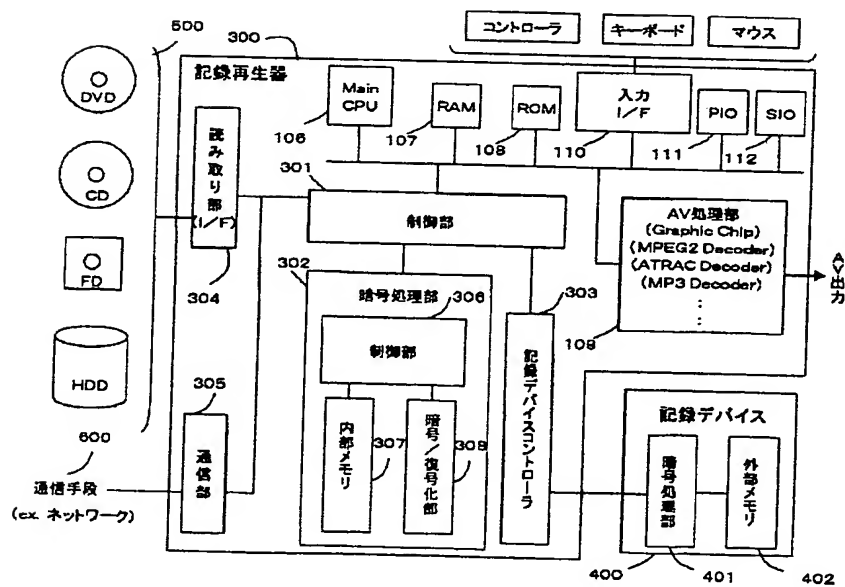 コントローラ
キーボード
マウス
500
300
記録再生器
DVD
CD
FD
HDD
600
通信手段
(ex. ネットワーク)
読み取り部
(I/F)
304
305
通信部
Main
CPU
106
RAM
107
ROM
108
入力
I/F
110
PIO
111
SIO
112
301
制御部
302
暗号処理部
306
制御部
内部メモリ
307
暗号/復号化部
308
303
記録デバイスコントローラ
AV処理部
(Graphic Chip)
(MPEG2 Decoder)
(ATRAC Decoder)
(MP3 Decoder)
109
AV出力
記録デバイス
暗号処理部
外部メモリ
400
401
402